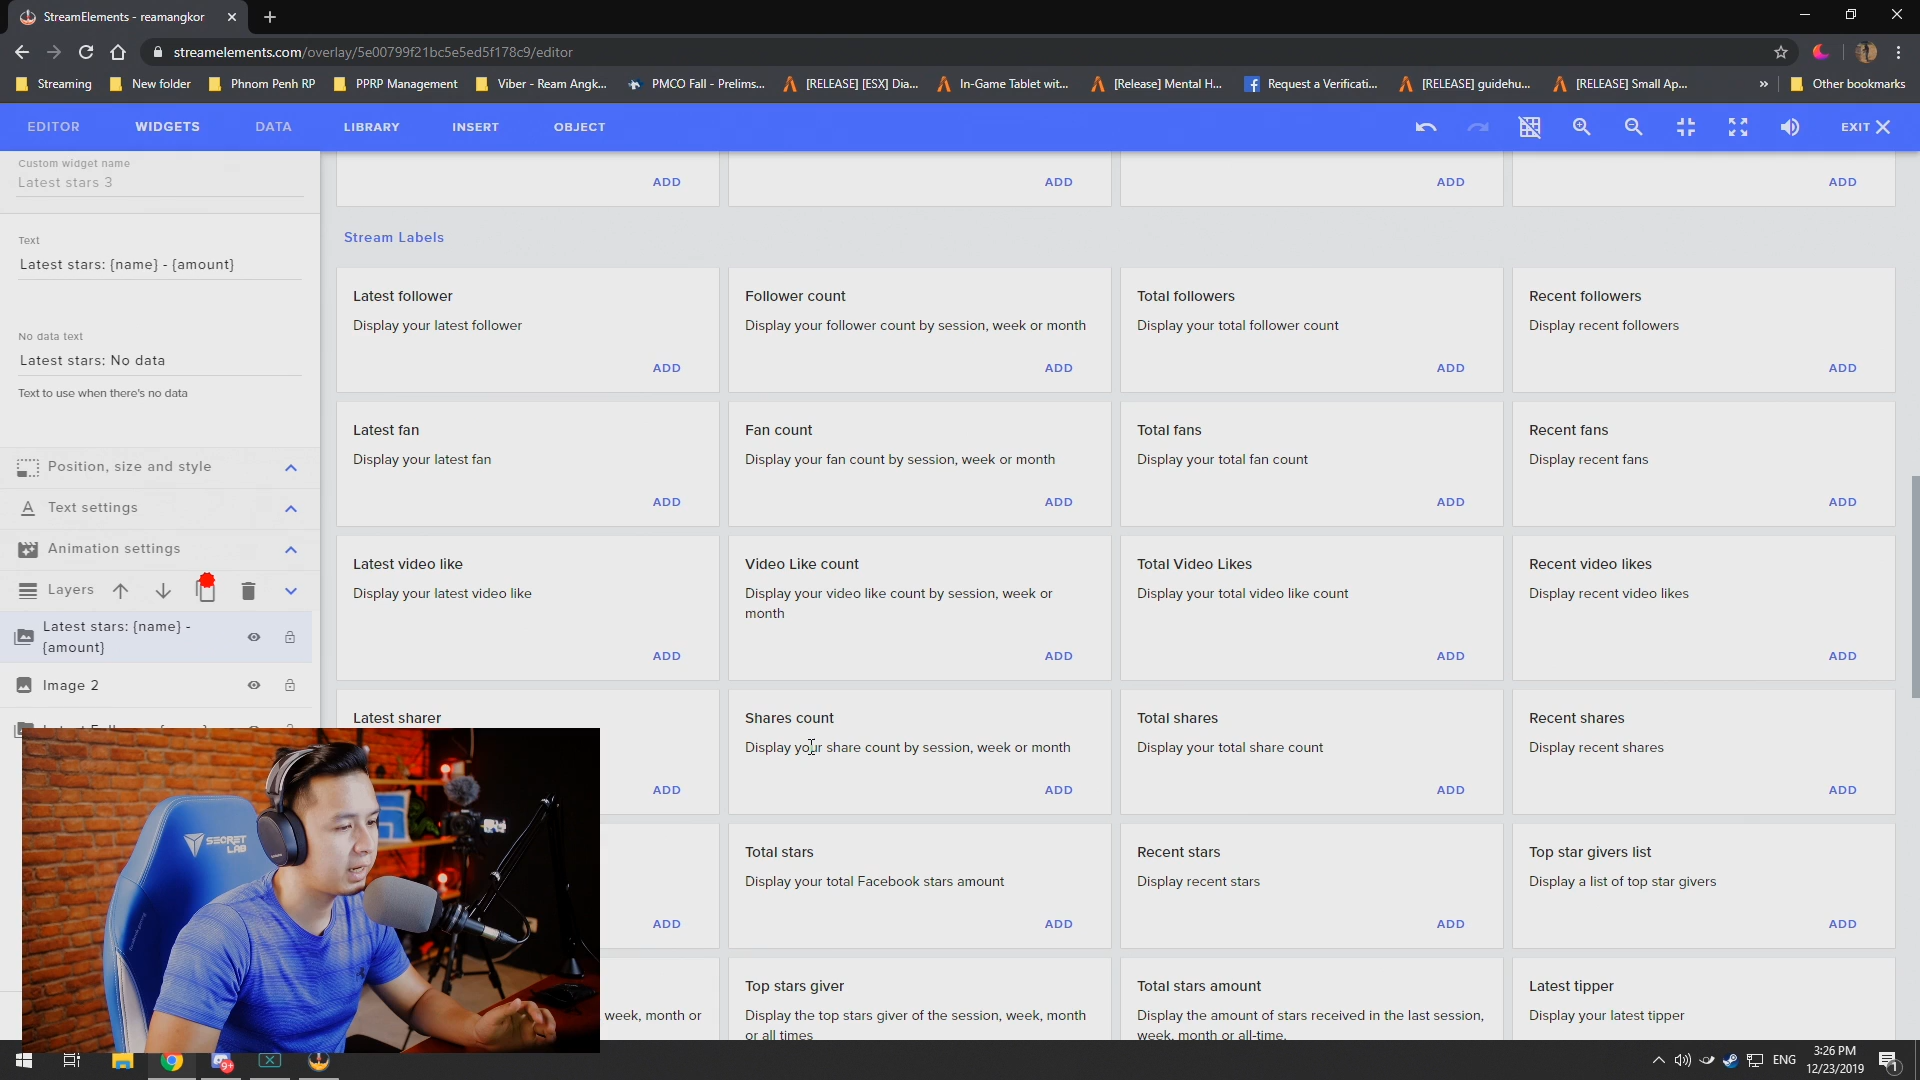 StreamElements - reamangkor
streamelements.com/overlay/5e00799f21bc5e5ed5f178c9/editor
Streaming New folder Phnom Penh RP PPRP Management Viber - Ream Angk... PMCO Fall - Prelims... [RELEASE] [ESX] Dia... In-Game Tablet wit... [Release] Mental H... Request a Verificati... [RELEASE] guidehu... [RELEASE] Small Ap... » Other bookmarks
EDITOR WIDGETS DATA LIBRARY INSERT OBJECT EXIT
Custom widget name
Latest stars 3
Text
Latest stars: {name} - {amount}
No data text
Latest stars: No data
Text to use when there's no data
Position, size and style
Text settings
Animation settings
Layers
Latest stars: {name} -
{amount}
Image 2
ADD ADD ADD ADD
Stream Labels
Latest follower
Display your latest follower
ADD
Follower count
Display your follower count by session, week or month
ADD
Total followers
Display your total follower count
ADD
Recent followers
Display recent followers
ADD
Latest fan
Display your latest fan
ADD
Fan count
Display your fan count by session, week or month
ADD
Total fans
Display your total fan count
ADD
Recent fans
Display recent fans
ADD
Latest video like
Display your latest video like
ADD
Video Like count
Display your video like count by session, week or
month
ADD
Total Video Likes
Display your total video like count
ADD
Recent video likes
Display recent video likes
ADD
Latest sharer
ADD
Shares count
Display your share count by session, week or month
ADD
Total shares
Display your total share count
ADD
Recent shares
Display recent shares
ADD
ADD
Total stars
Display your total Facebook stars amount
ADD
Recent stars
Display recent stars
ADD
Top star givers list
Display a list of top star givers
ADD
week, month or
Top stars giver
Display the top stars giver of the session, week, month
or all times
Total stars amount
Display the amount of stars received in the last session,
week, month or all-time.
Latest tipper
Display your latest tipper
SECRET
LAB
9+
ENG
3:26 PM
12/23/2019
1